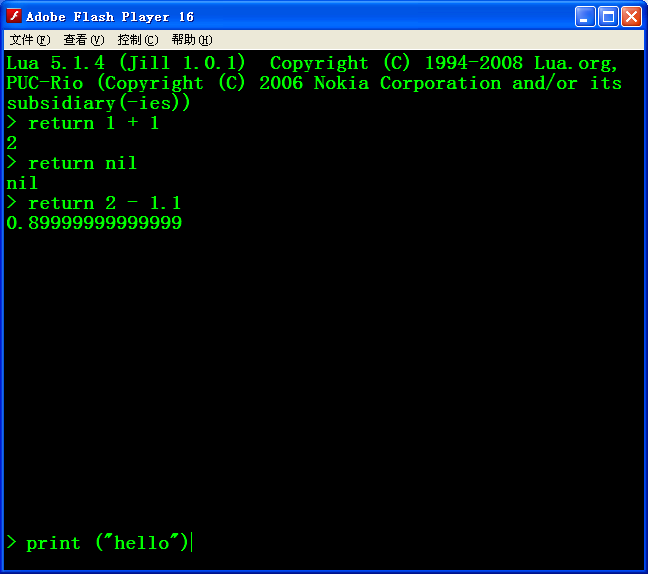 Adobe Flash Player 16
文件(F) 查看(V) 控制(C) 帮助(H)
Lua 5.1.4 (Jill 1.0.1)  Copyright (C) 1994-2008 Lua.org,
PUC-Rio (Copyright (C) 2006 Nokia Corporation and/or its
subsidiary(-ies))
> return 1 + 1
2
> return nil
nil
> return 2 - 1.1
0.89999999999999
> print ("hello")